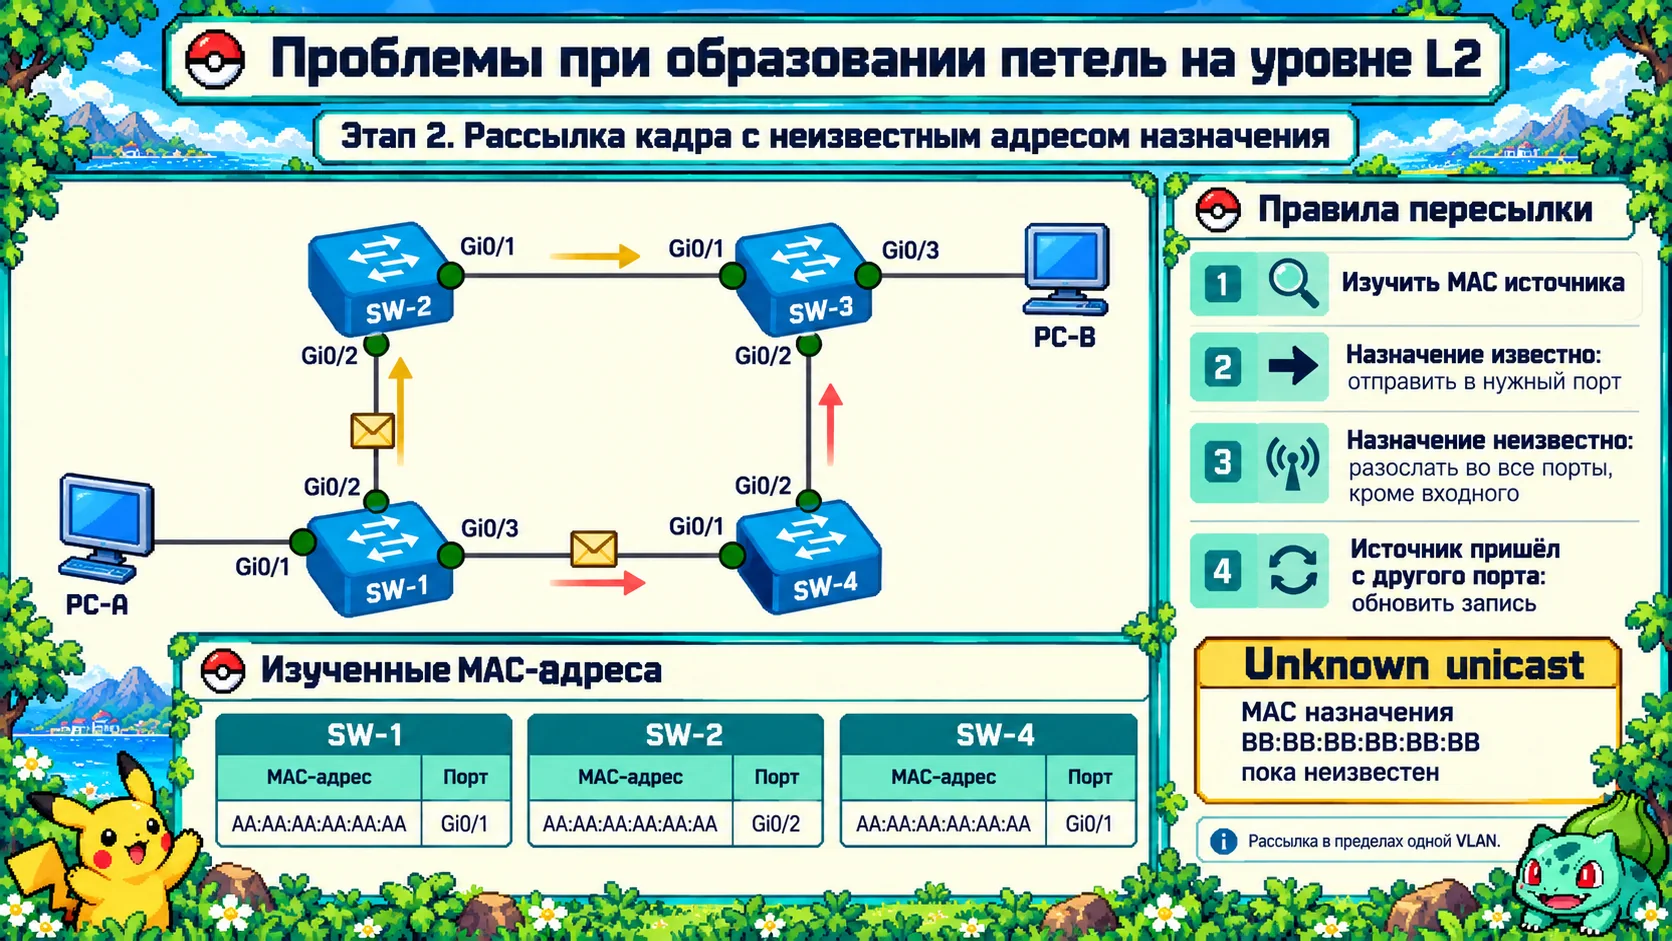 Проблемы при образовании петель на уровне L2
Этап 2. Рассылка кадра с неизвестным адресом назначения
Gi0/1
Gi0/1
Gi0/3
SW-2
SW-3
PC-B
Gi0/2
Gi0/2
Gi0/2
Gi0/2
Gi0/3
Gi0/1
Gi0/1
SW-1
SW-4
PC-A
Изученные MAC-адреса
SW-1
MAC-адрес Порт
AA:AA:AA:AA:AA:AA Gi0/1
SW-2
MAC-адрес Порт
AA:AA:AA:AA:AA:AA Gi0/2
SW-4
MAC-адрес Порт
AA:AA:AA:AA:AA:AA Gi0/1
Правила пересылки
1 Изучить MAC источника
2 Назначение известно:
отправить в нужный порт
3 Назначение неизвестно:
разослать во все порты,
кроме входного
4 Источник пришёл
с другого порта:
обновить запись
Unknown unicast
MAC назначения
BB:BB:BB:BB:BB:BB
пока неизвестен
i Рассылка в пределах одной VLAN.